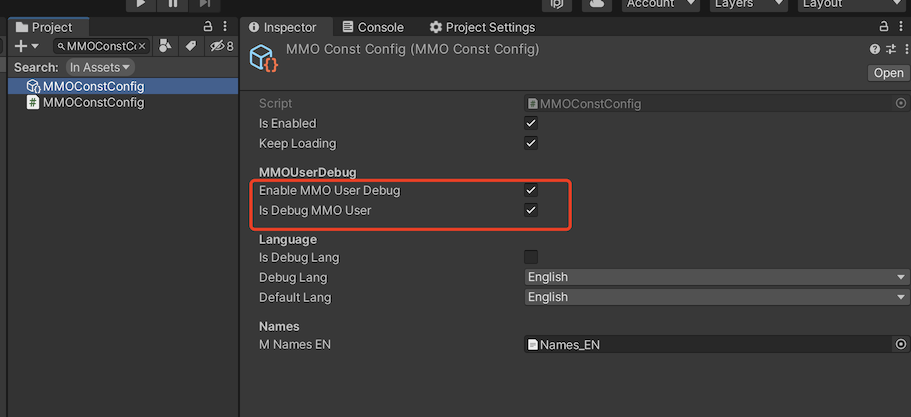 Account
Layers
Layout
Project
MMOConstCo
8
Search:
In Assets
MMOConstConfig
MMOConstConfig
Inspector
Console
Project Settings
MMO Const Config (MMO Const Config)
Open
Script
MMOConstConfig
Is Enabled
Keep Loading
MMOUserDebug
Enable MMO User Debug
Is Debug MMO User
Language
Is Debug Lang
Debug Lang
English
Default Lang
English
Names
M Names EN
Names_EN